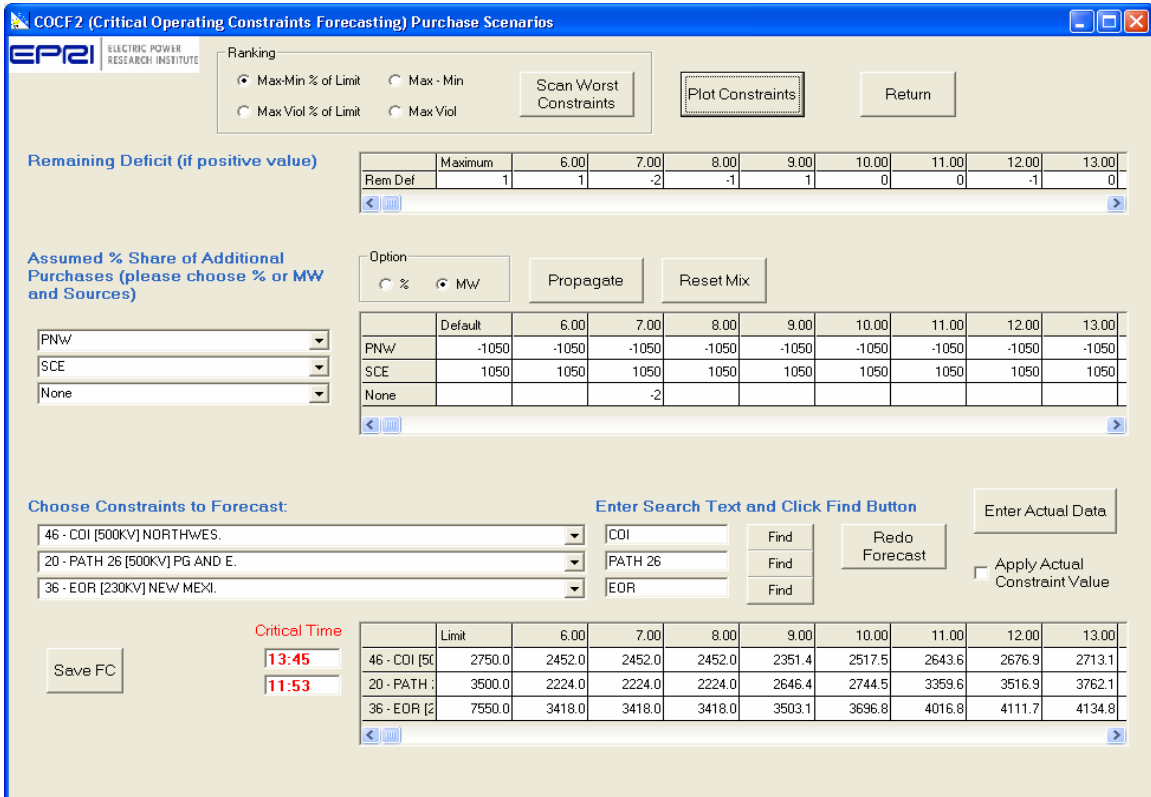 COCF2 (Critical Operating Constraints Forecasting) Purchase Scenarios
EPRI ELECTRIC POWER
RESEARCH INSTITUTE
Ranking
Max-Min % of Limit Max - Min
Max Viol % of Limit Max Viol
Scan Worst
Constraints
Plot Constraints
Return
Remaining Deficit (if positive value)
Maximum 6.00 7.00 8.00 9.00 10.00 11.00 12.00 13.00
Rem Def 1 1 -2 -1 1 0 0 -1 0
Assumed % Share of Additional
Purchases (please choose % or MW
and Sources)
Option
% MW
Propagate
Reset Mix
PNW
SCE
None
Default 6.00 7.00 8.00 9.00 10.00 11.00 12.00 13.00
PNW -1050 -1050 -1050 -1050 -1050 -1050 -1050 -1050 -1050
SCE 1050 1050 1050 1050 1050 1050 1050 1050 1050
None -2
Choose Constraints to Forecast:
46 - COI [500KV] NORTHWES.
20 - PATH 26 [500KV] PG AND E.
36 - EOR [230KV] NEW MEXI.
Enter Search Text and Click Find Button
COI Find
PATH 26 Find
EOR Find
Redo
Forecast
Enter Actual Data
Apply Actual
Constraint Value
Save FC
Critical Time
13:45
11:53
Limit 6.00 7.00 8.00 9.00 10.00 11.00 12.00 13.00
46 - COI [50 2750.0 2452.0 2452.0 2452.0 2351.4 2517.5 2643.6 2676.9 2713.1
20 - PATH 3500.0 2224.0 2224.0 2224.0 2646.4 2744.5 3359.6 3516.9 3762.1
36 - EOR [2 7550.0 3418.0 3418.0 3418.0 3503.1 3696.8 4016.8 4111.7 4134.8